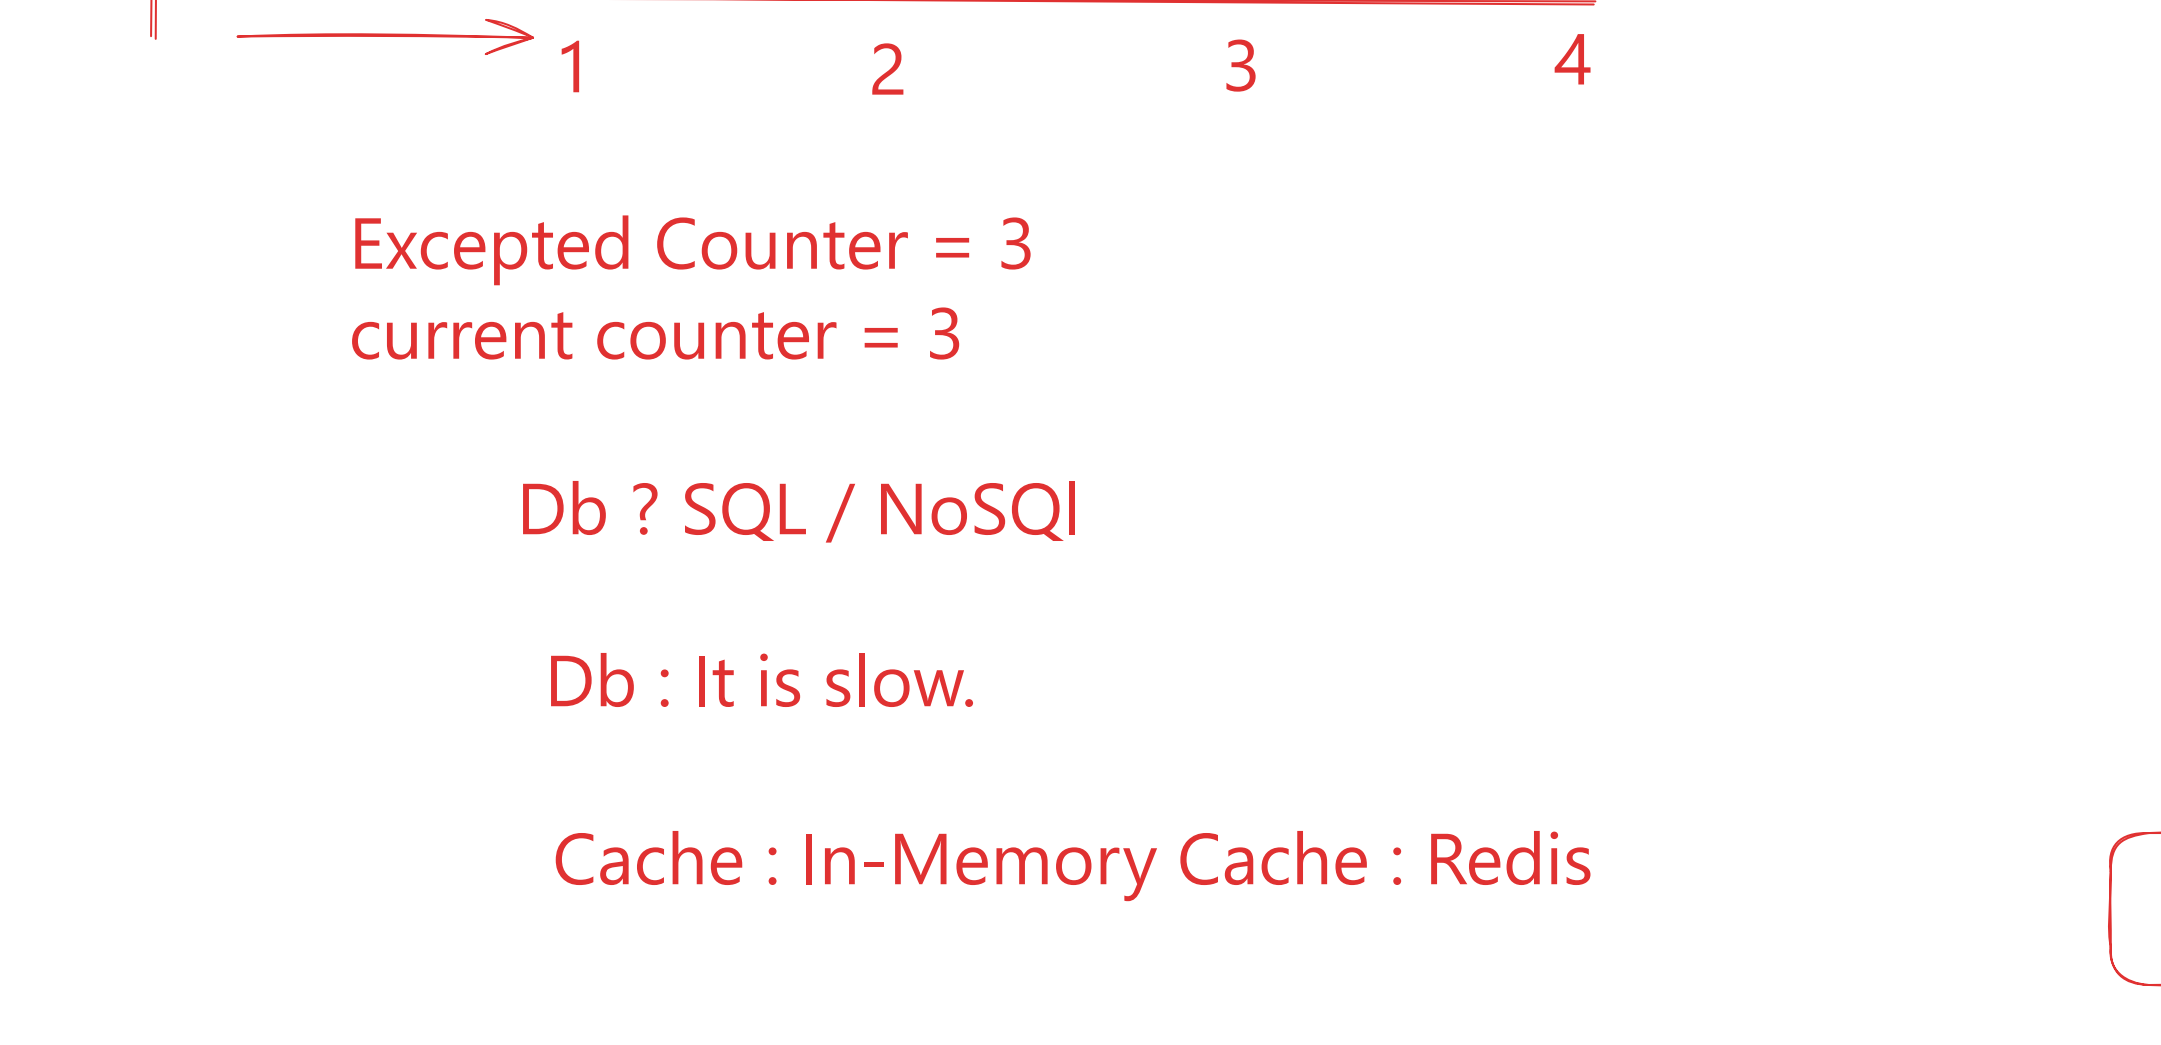 1 2 3 4
Excepted Counter = 3
current counter = 3
Db ? SQL / NoSQl
Db : It is slow.
Cache : In-Memory Cache : Redis